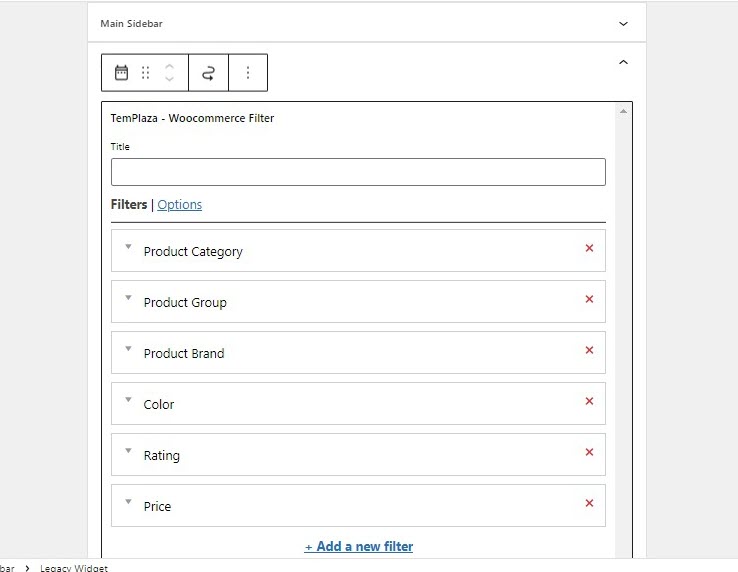 Main Sidebar
TemPlaza - Woocommerce Filter
Title
Filters | Options
Product Category
Product Group
Product Brand
Color
Rating
Price
+ Add a new filter
bar › Legacy Widget